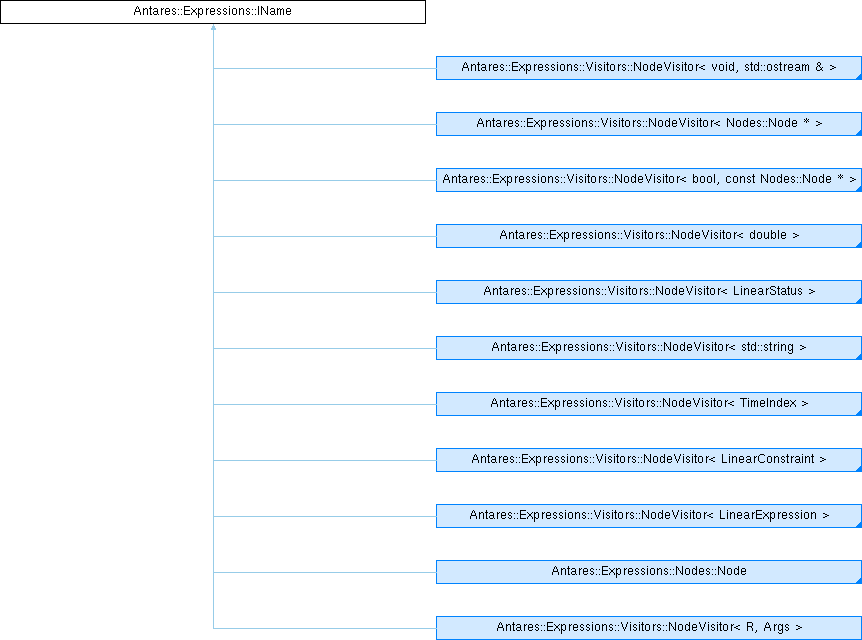 Antares::Expressions::IName
Antares::Expressions::Visitors::NodeVisitor< void, std::ostream & >
Antares::Expressions::Visitors::NodeVisitor< Nodes::Node * >
Antares::Expressions::Visitors::NodeVisitor< bool, const Nodes::Node * >
Antares::Expressions::Visitors::NodeVisitor< double >
Antares::Expressions::Visitors::NodeVisitor< LinearStatus >
Antares::Expressions::Visitors::NodeVisitor< std::string >
Antares::Expressions::Visitors::NodeVisitor< TimeIndex >
Antares::Expressions::Visitors::NodeVisitor< LinearConstraint >
Antares::Expressions::Visitors::NodeVisitor< LinearExpression >
Antares::Expressions::Nodes::Node
Antares::Expressions::Visitors::NodeVisitor< R, Args >